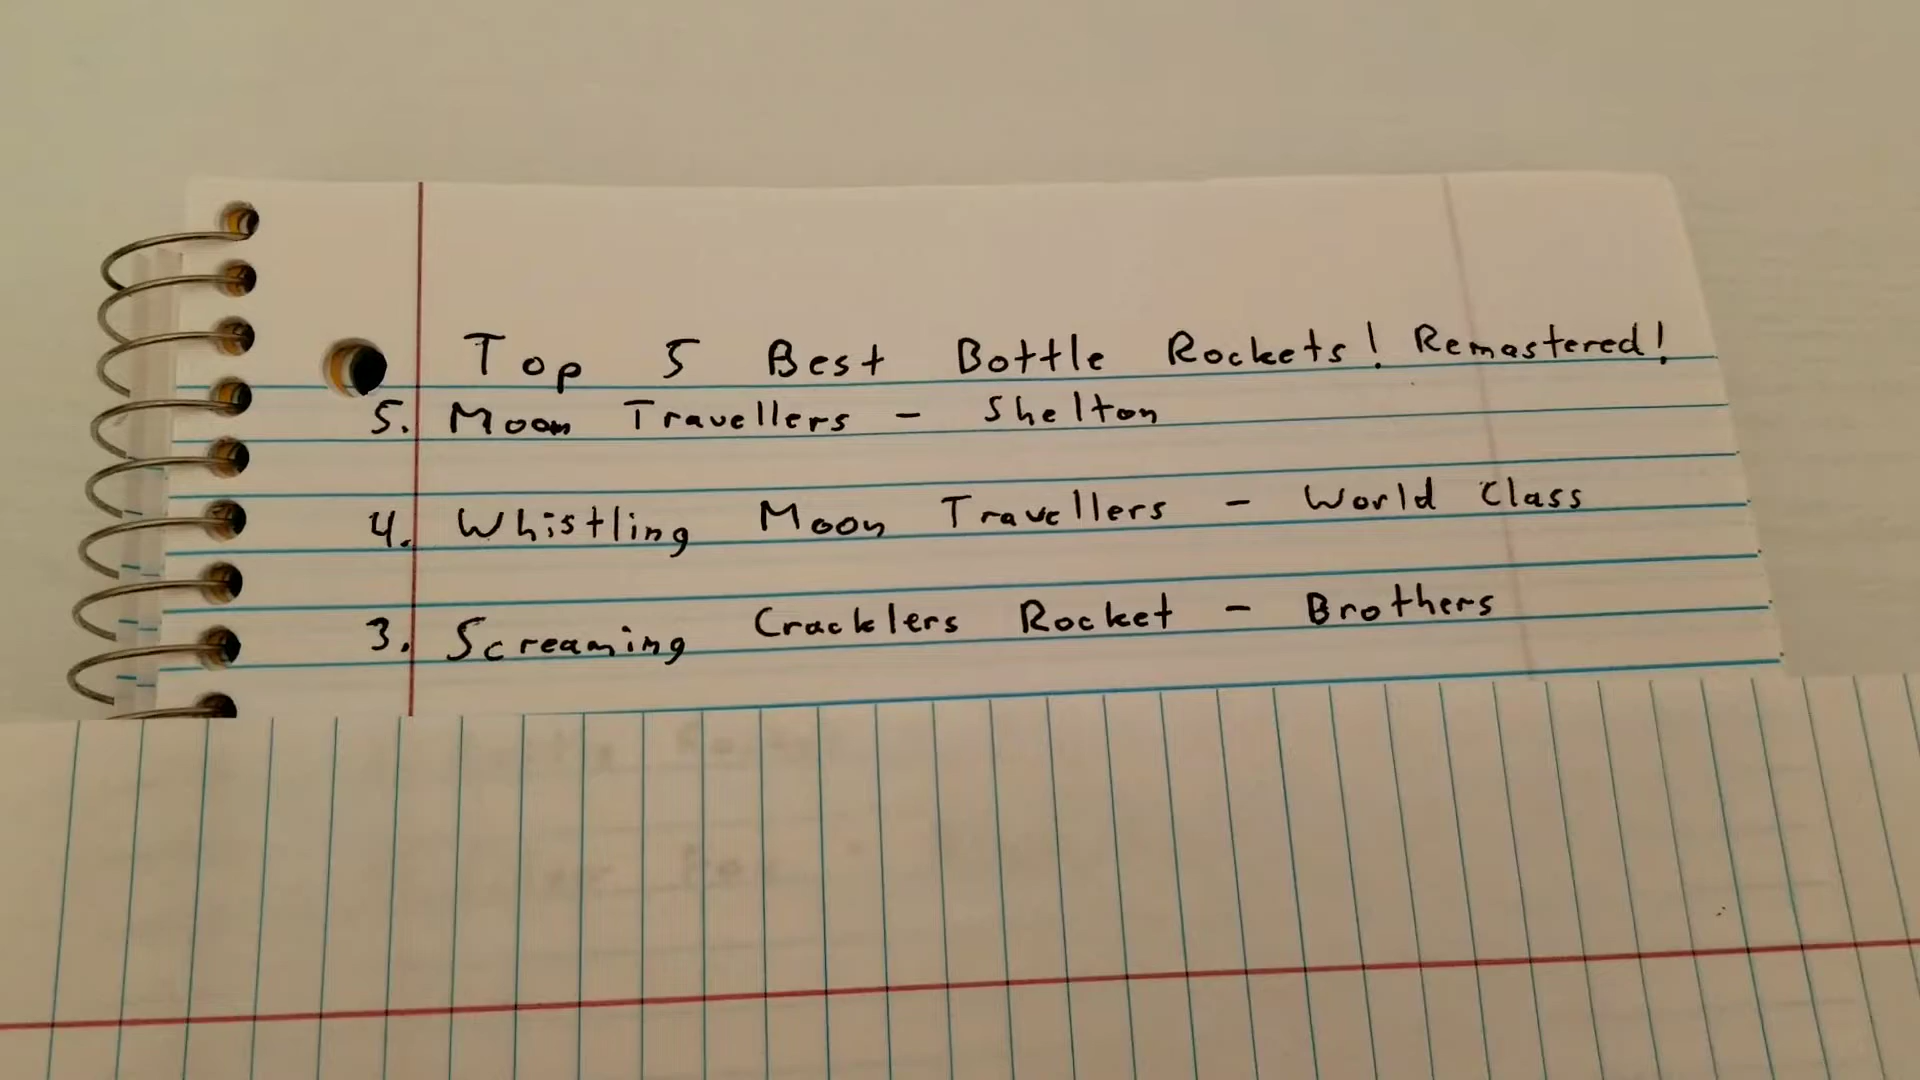 Top 5 Best Bottle Rockets! Remastered!
5. Moon Travellers - Shelton
4. Whistling Moon Travellers - World Class
3. Screaming Cracklers Rocket - Brothers